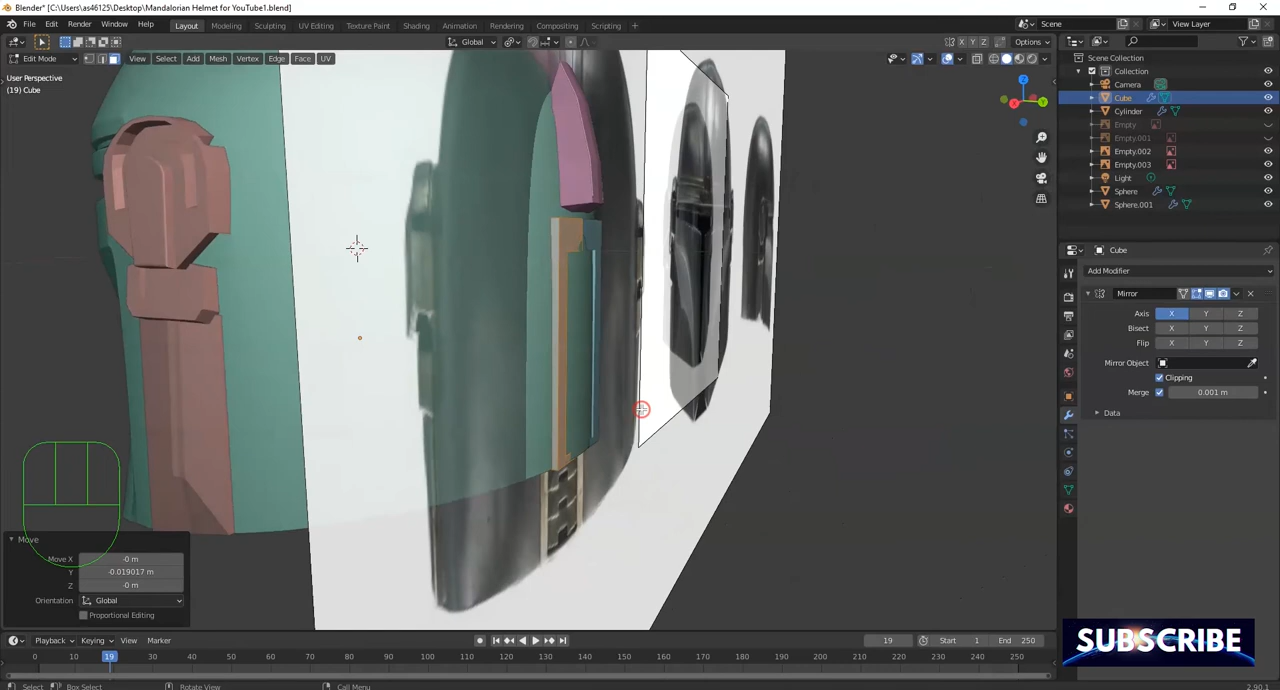 Blender* [C:\Users\as46125\Desktop\Mandalorian Helmet for YouTube1.blend]
File Edit Render Window Help Layout Modeling Sculpting UV Editing Texture Paint Shading Animation Rendering Compositing Scripting + Scene View Layer
Global Options X Y Z
Edit Mode View Select Add Mesh Vertex Edge Face UV
User Perspective
(19) Cube
Z
X
Y
Scene Collection
Collection
Camera
Cube
Cylinder
Empty
Empty.001
Empty.002
Empty.003
Light
Sphere
Sphere.001
Cube
Add Modifier
Mirror
Axis X Y Z
Bisect X Y Z
Flip X Y Z
Mirror Object
Clipping
Merge 0.001 m
Data
Move
Move X -0 m
Y -0.019017 m
Z -0 m
Orientation Global
Proportional Editing
SUBSCRIBE
Playback Keying View Marker 19 Start 1 End 250
0 10 19 30 40 50 60 70 80 90 100 110 120 130 140 150 160 170 180 190 200 210 220 230 240 250
Select Box Select Rotate View Call Menu 2.90.1